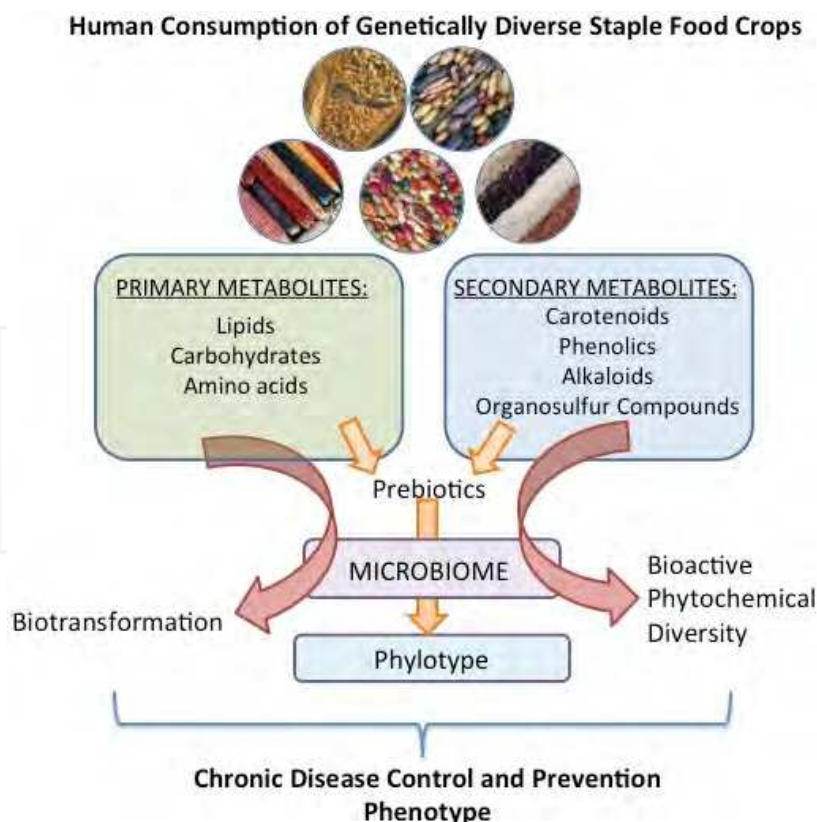 Human Consumption of Genetically Diverse Staple Food Crops
PRIMARY METABOLITES:
Lipids
Carbohydrates
Amino acids
SECONDARY METABOLITES:
Carotenoids
Phenolics
Alkaloids
Organosulfur Compounds
Prebiotics
MICROBIOME
Biotransformation
Bioactive
Phytochemical
Diversity
Phylotype
Chronic Disease Control and Prevention
Phenotype